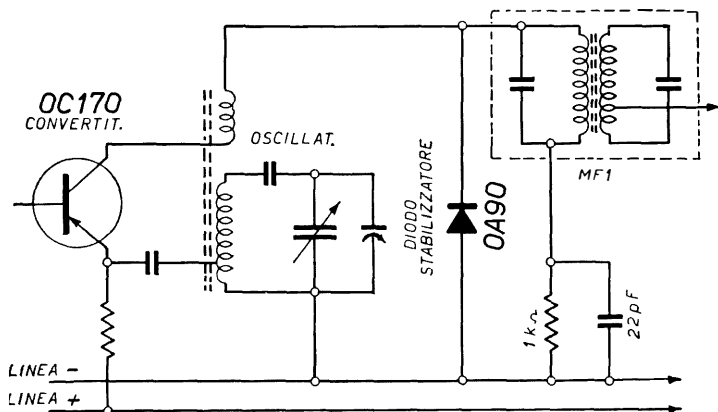 OC170
CONVERTIT.
OSCILLAT.
DIODO
STABILIZZATORE
OA90
MF1
1kΩ
22pF
LINEA -
LINEA +